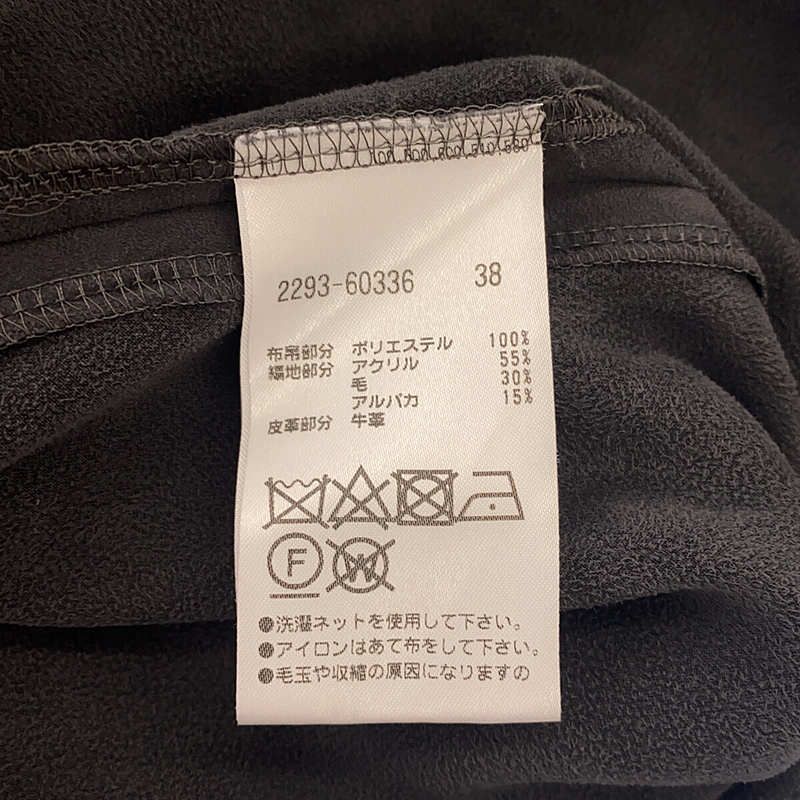 2293-60336 38
布帛部分 ポリエステル 100%
編地部分 アクリル 55%
毛 30%
アルパカ 15%
皮革部分 牛革
F
W
●洗濯ネットを使用して下さい。
●アイロンはあて布をして下さい。
●毛玉や収縮の原因になりますの